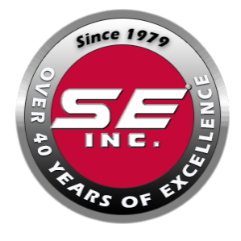 Since 1979
SE
INC.
OVER 40 YEARS OF EXCELLENCE